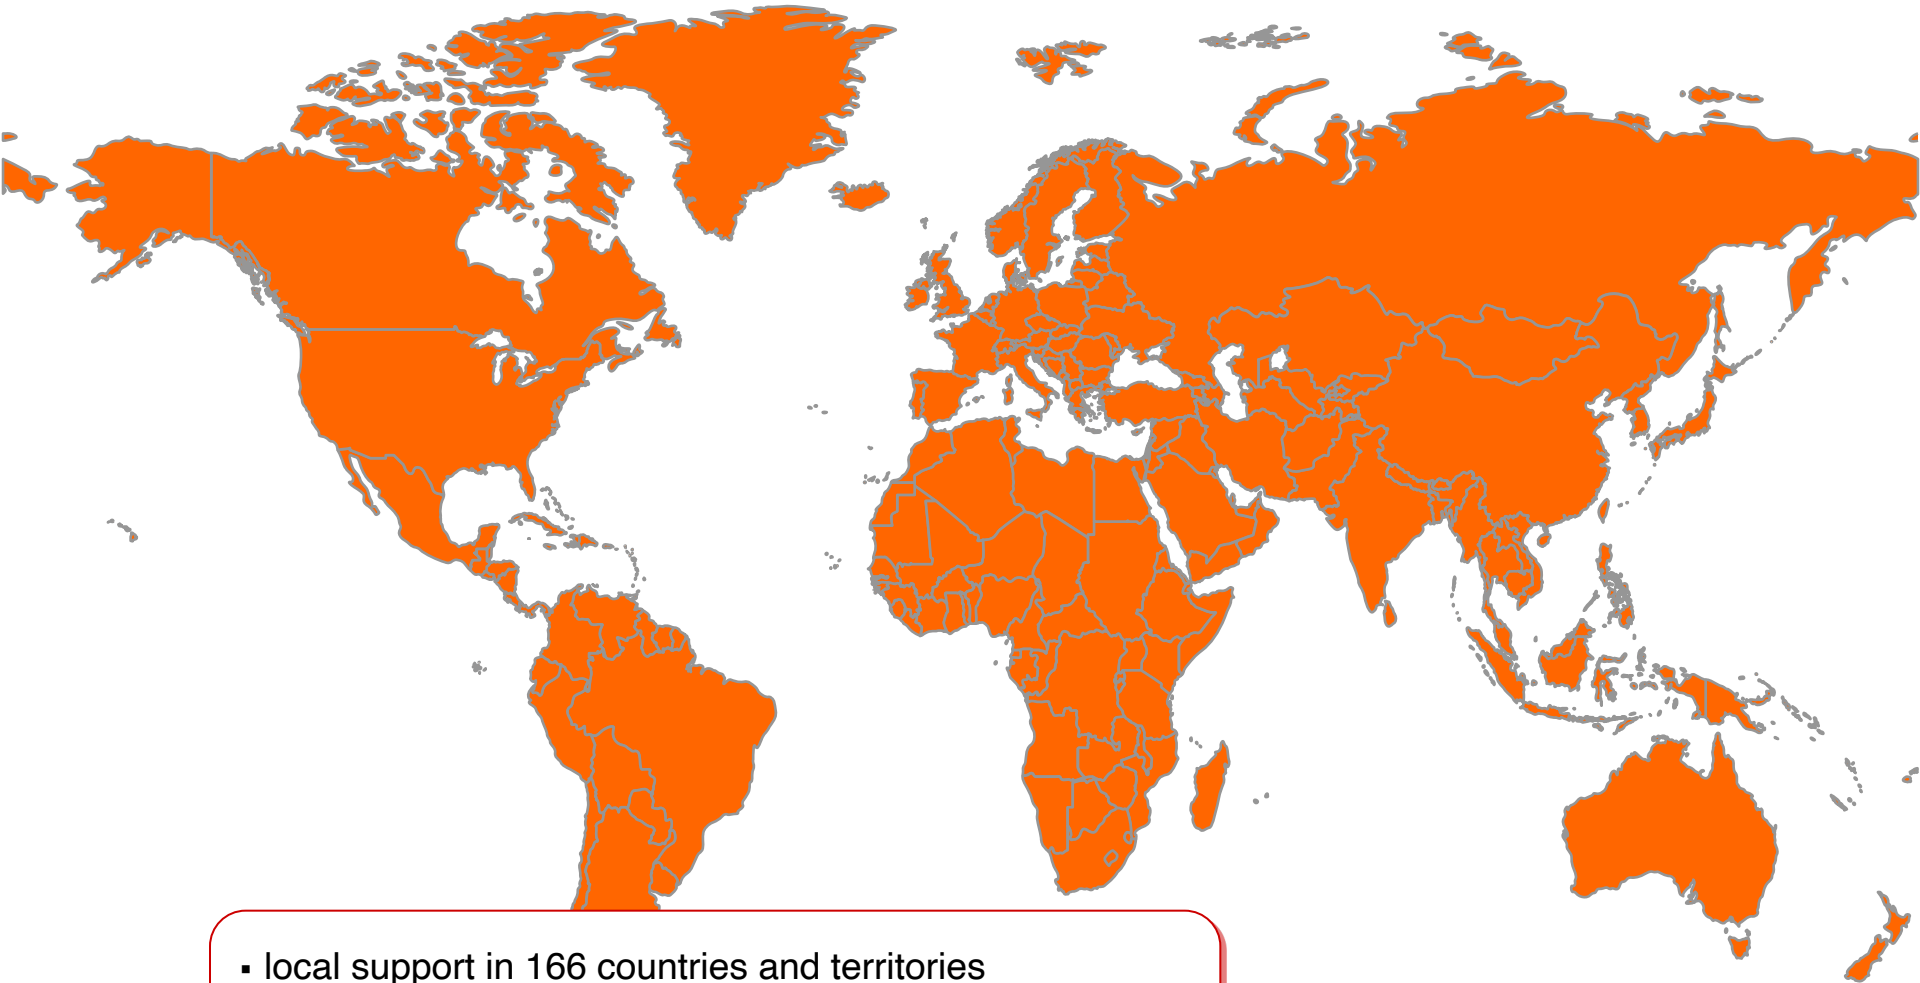 ▪ local support in 166 countries and territories